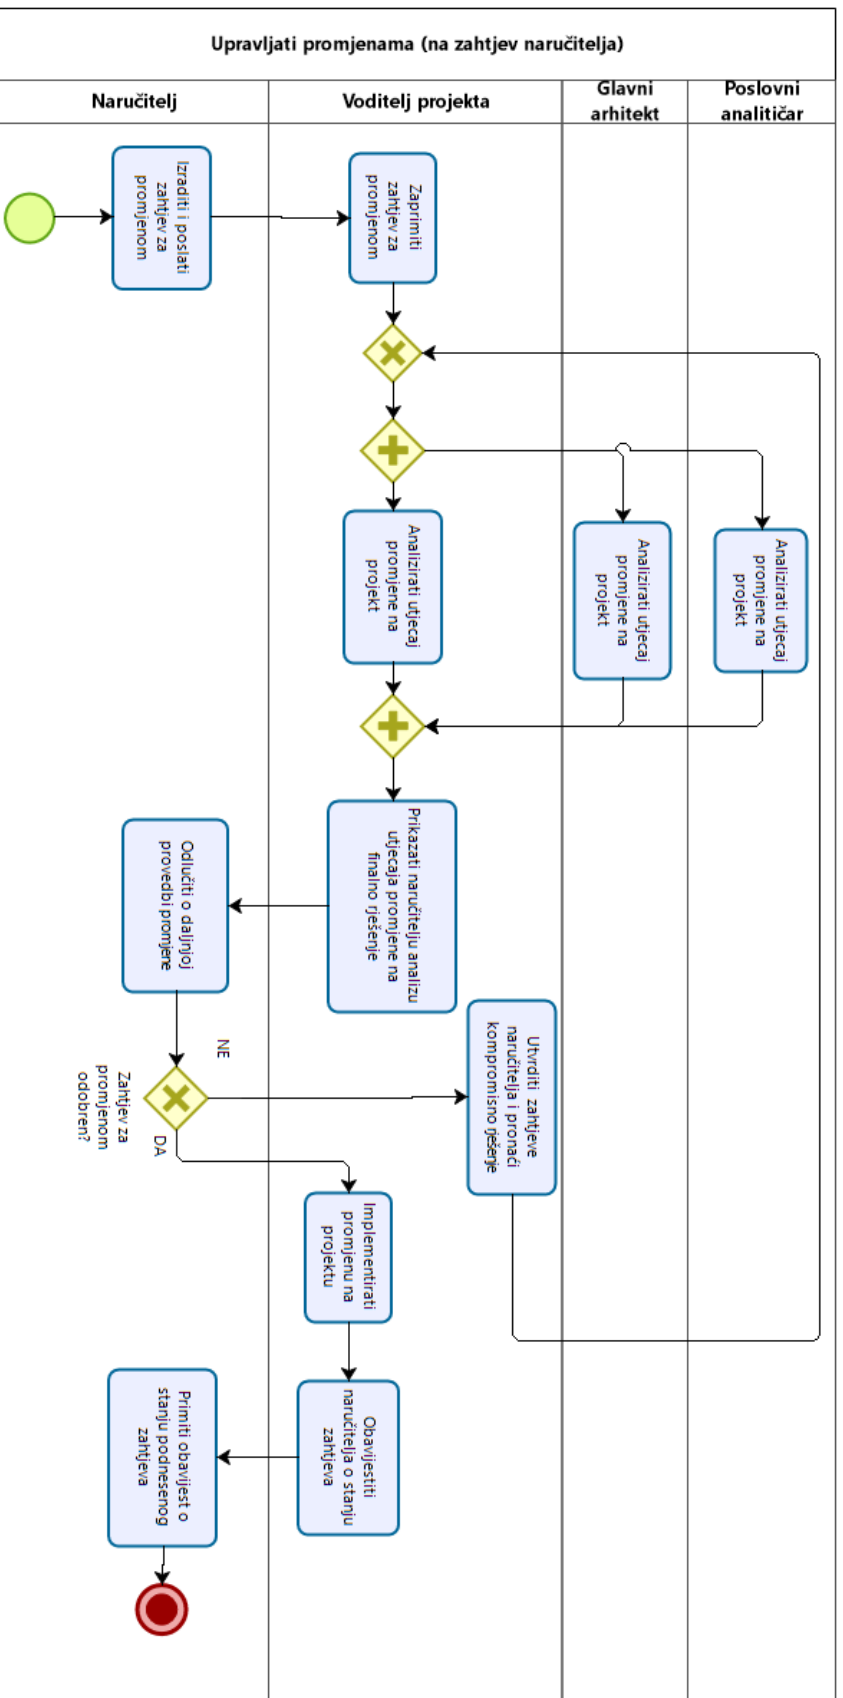 Upravljati promjenama (na zahtjev naručitelja)
Naručitelj
Voditelj projekta
Glavni
arhitekt
Poslovni
analitičar
Izraditi i poslati
zahtjev za
promjenom
Zaprimiti
zahtjev za
promjenom
Analizirati utjecaj
promjene na
projekt
Analizirati utjecaj
promjene na
projekt
Analizirati utjecaj
promjene na
projekt
Prikazati naručitelju analizu
utjecaja promjene na
finalno rješenje
Odlučiti o daljnjoj
provedbi promjene
NE
Zahtjev za
promjenom
odobren?
DA
Utvrditi zahtjeve
naručitelja i pronaći
kompromisno rješenje
Implementirati
promjenu na
projektu
Obavijestiti
naručitelja o stanju
zahtjeva
Primiti obavijest o
stanju podnesenog
zahtjeva